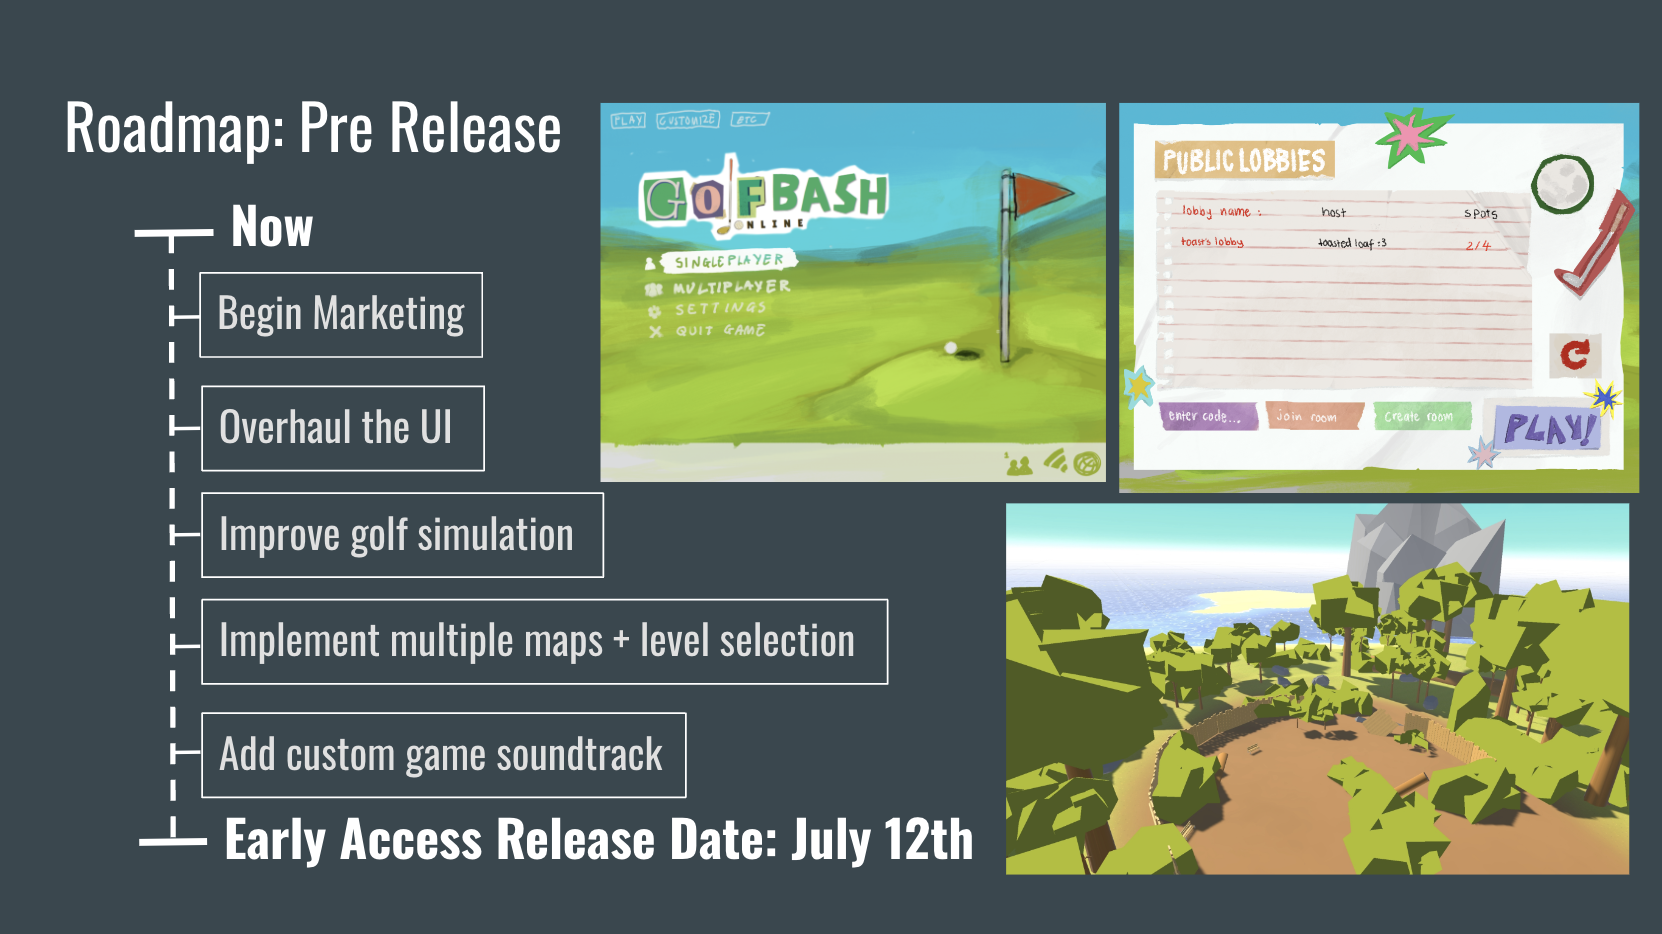 Roadmap: Pre Release
Now
Begin Marketing
Overhaul the UI
Improve golf simulation
Implement multiple maps + level selection
Add custom game soundtrack
Early Access Release Date: July 12th
PLAY CUSTOMIZE ETC
GOLFBASH
ONLINE
SINGLEPLAYER
MULTIPLAYER
SETTINGS
QUIT GAME
1
PUBLIC LOBBIES
lobby name : host spots
toast's lobby toasted loaf :3 2/4
enter code... join room create room PLAY!